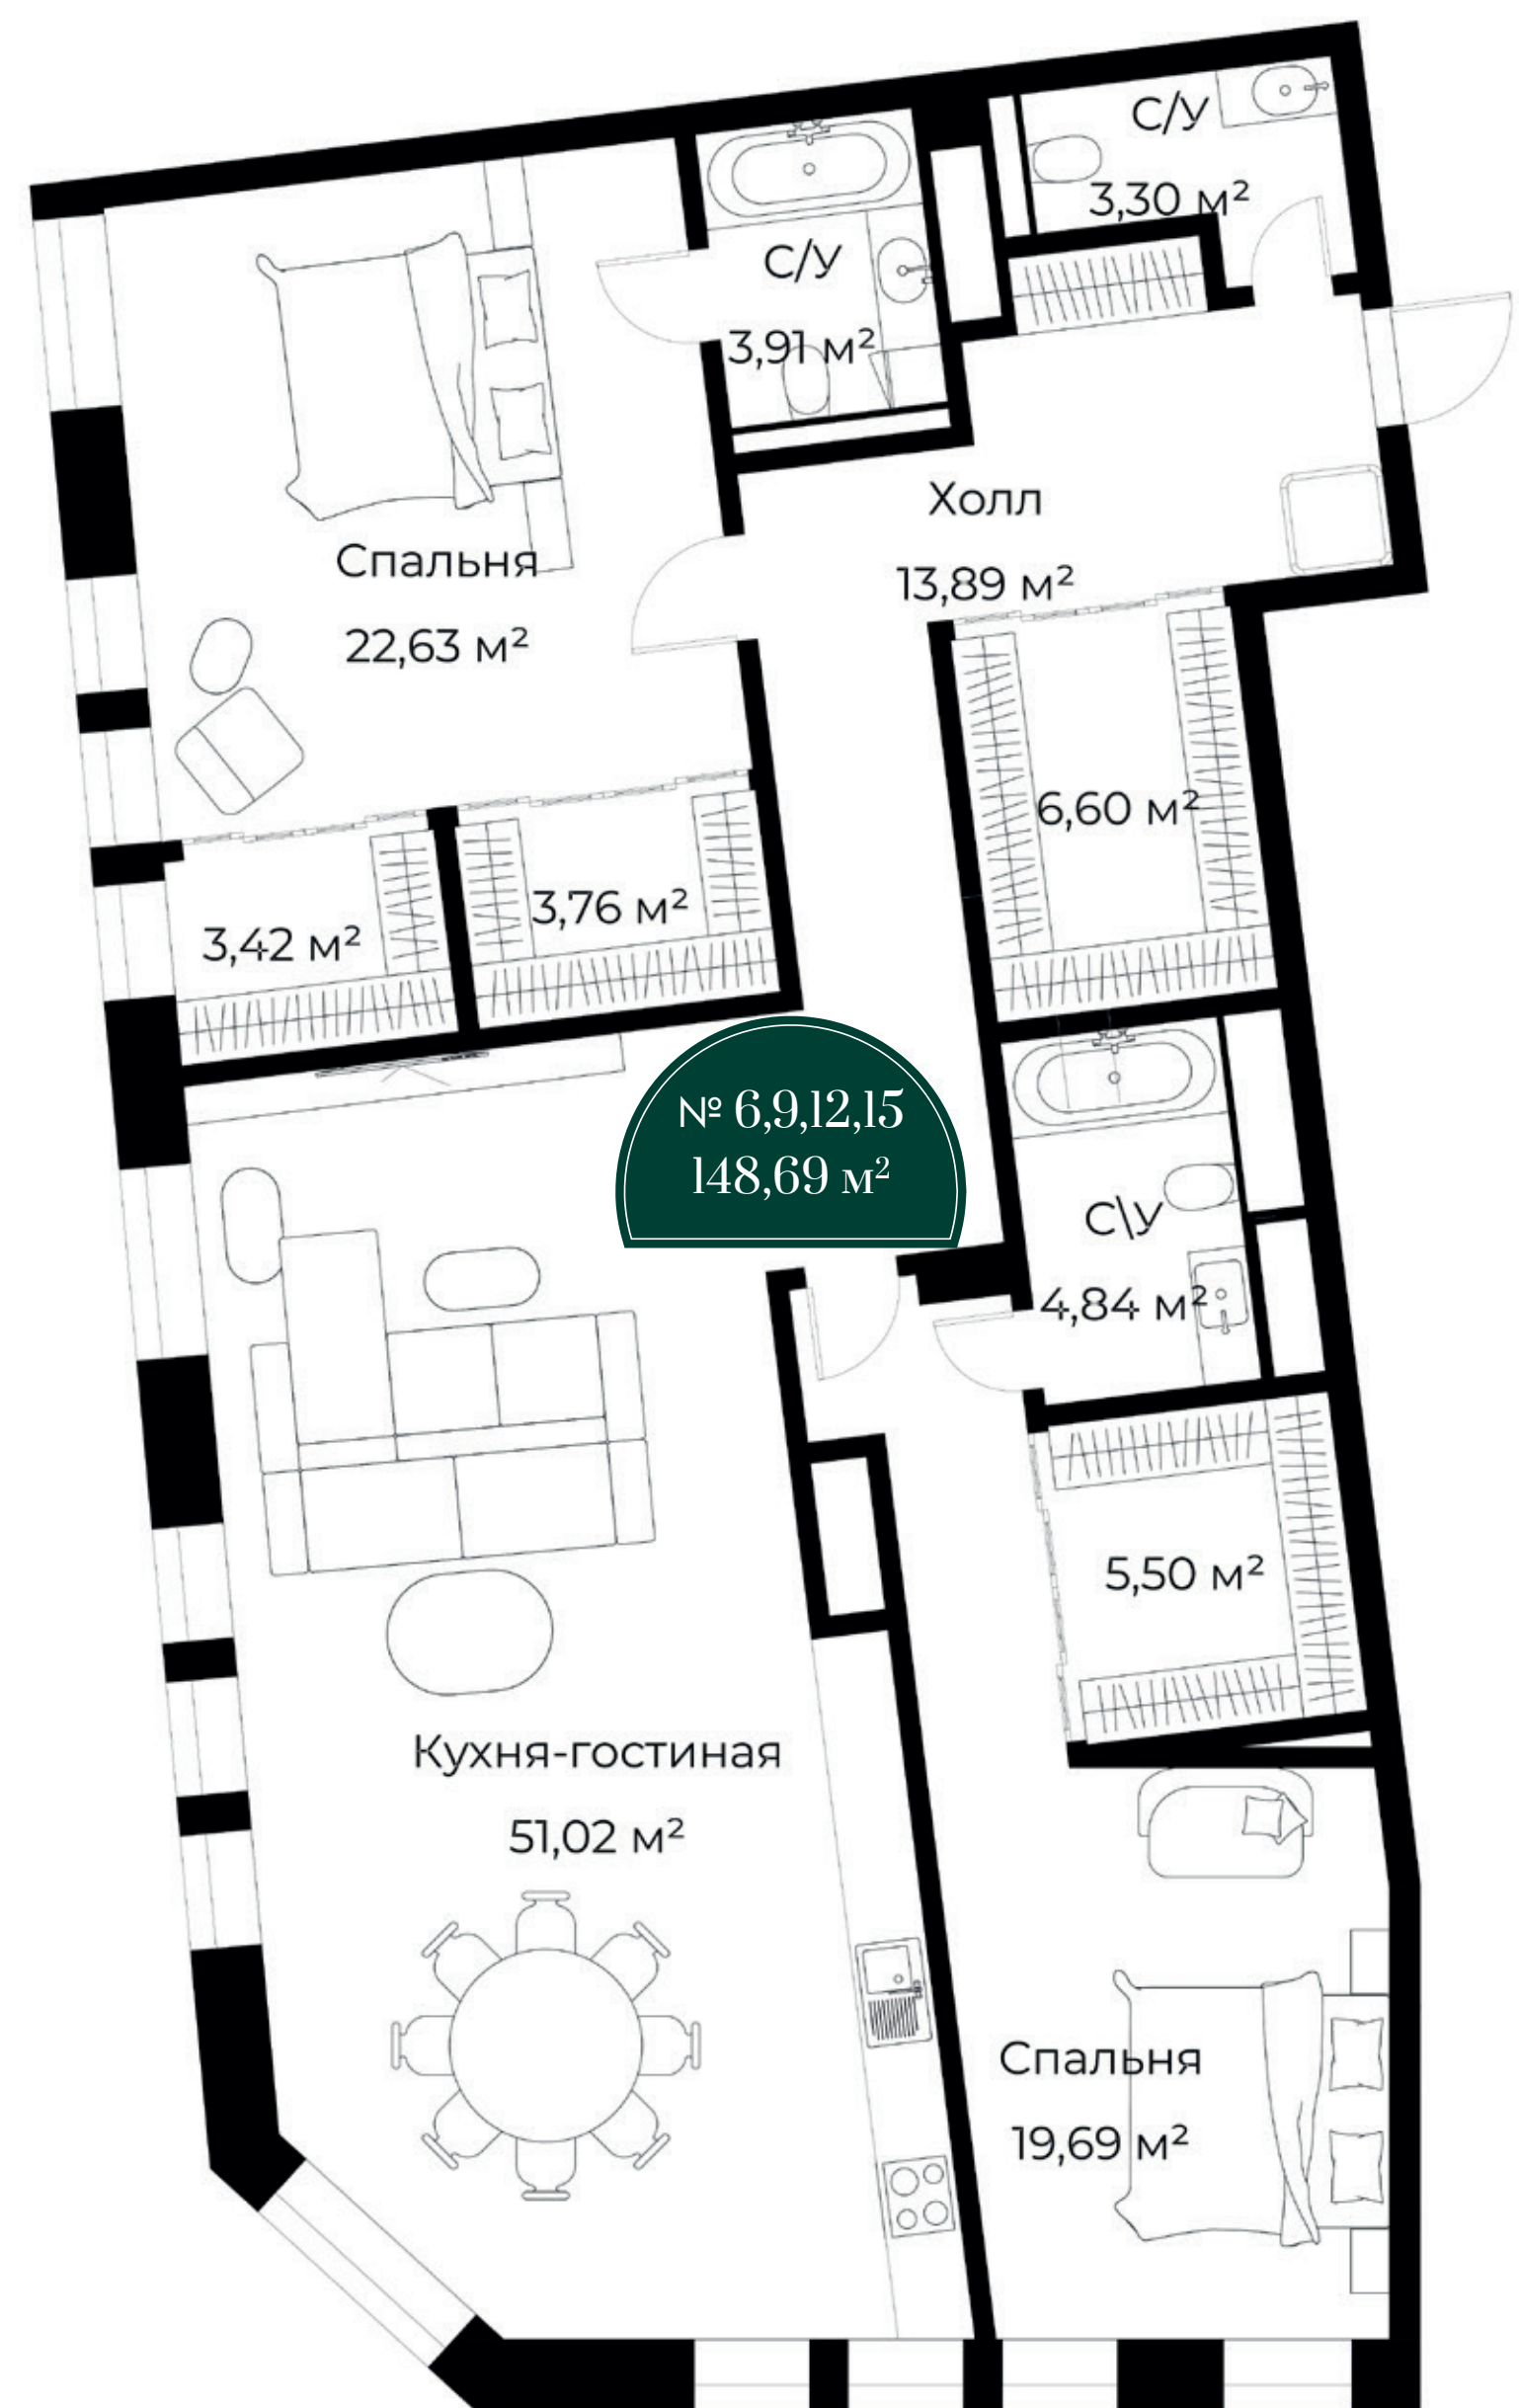 С/У
3,30 м²
С/У
3,91 м²
Холл
13,89 м²
Спальня
22,63 м²
6,60 м²
3,76 м²
3,42 м²
№ 6,9,12,15
148,69 м²
С\У
4,84 м²
5,50 м²
Кухня-гостиная
51,02 м²
Спальня
19,69 м²